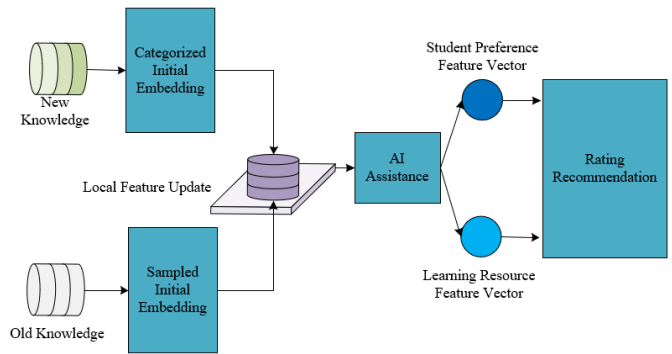 New
Knowledge
Categorized
Initial
Embedding
Local Feature Update
Old Knowledge
Sampled
Initial
Embedding
AI
Assistance
Student Preference
Feature Vector
Learning Resource
Feature Vector
Rating
Recommendation